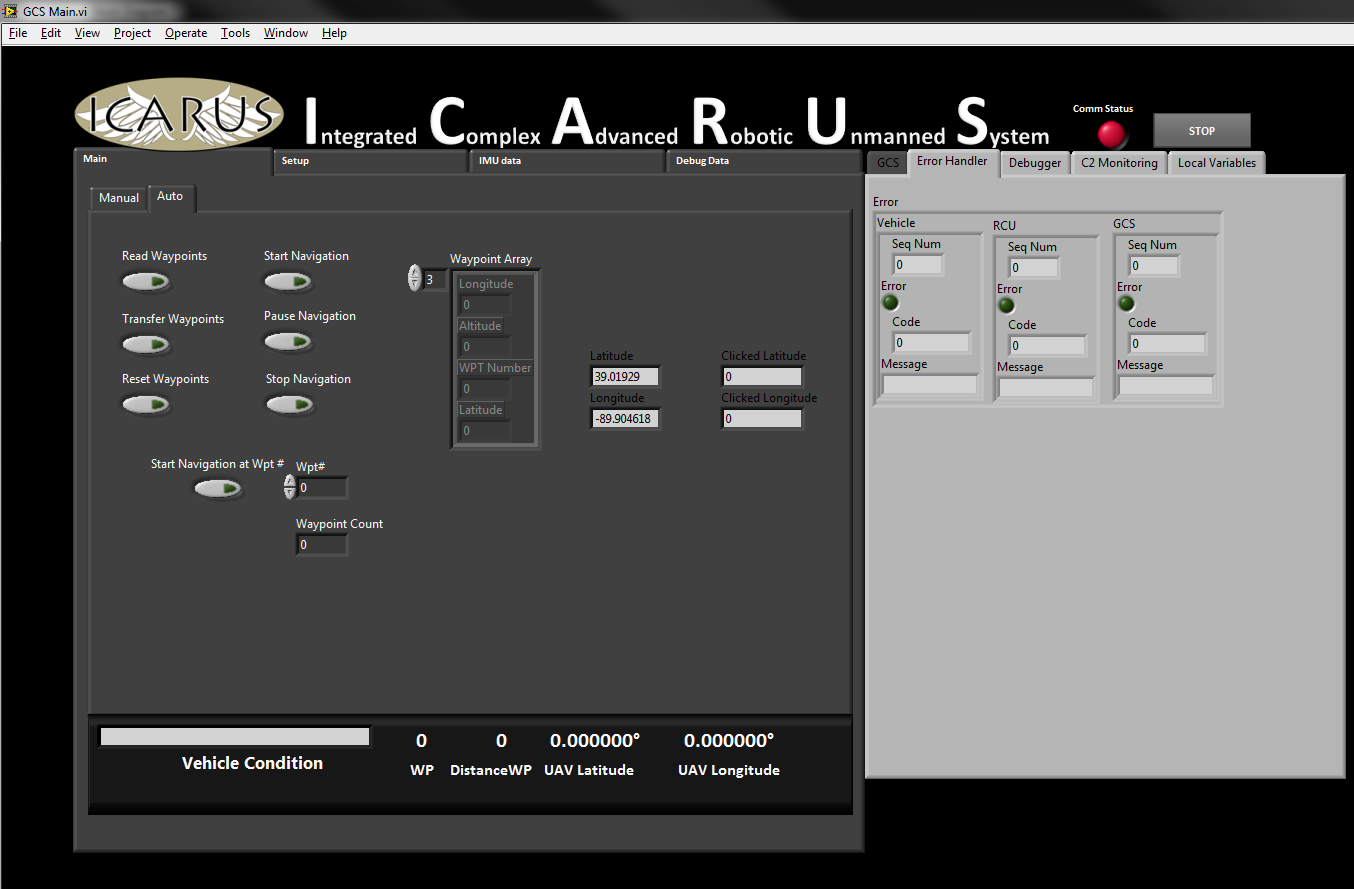 GCS Main.vi
File Edit View Project Operate Tools Window Help
ICARUS
Integrated Complex Advanced Robotic Unmanned System
Comm Status
STOP
Main Setup IMU data Debug Data
GCS Error Handler Debugger C2 Monitoring Local Variables
Manual Auto
Read Waypoints Start Navigation
Transfer Waypoints Pause Navigation
Reset Waypoints Stop Navigation
Start Navigation at Wpt # Wpt#
0
Waypoint Count
0
Waypoint Array
3
Longitude
0
Altitude
0
WPT Number
0
Latitude
0
Latitude
39.01929
Longitude
-89.904618
Clicked Latitude
0
Clicked Longitude
0
Vehicle Condition
0 0 0.000000° 0.000000°
WP DistanceWP UAV Latitude UAV Longitude
Error
Vehicle
Seq Num
0
Error
Code
0
Message
RCU
Seq Num
0
Error
Code
0
Message
GCS
Seq Num
0
Error
Code
0
Message